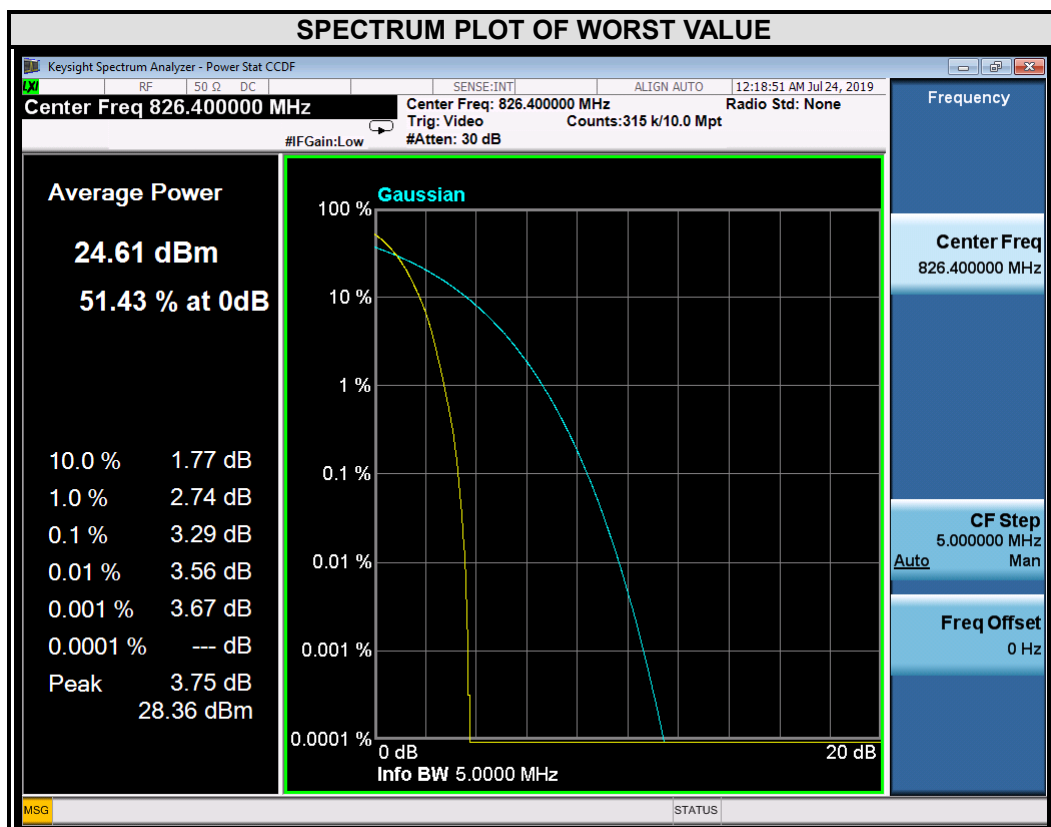 SPECTRUM PLOT OF WORST VALUE
Keysight Spectrum Analyzer - Power Stat CCDF
LXI RF 50 Ω DC SENSE:INT ALIGN AUTO 12:18:51 AM Jul 24, 2019
Center Freq 826.400000 MHz
Center Freq: 826.400000 MHz Radio Std: None
Trig: Video Counts:315 k/10.0 Mpt
#IFGain:Low #Atten: 30 dB
Frequency
Average Power
24.61 dBm
51.43 % at 0dB
10.0 % 1.77 dB
1.0 % 2.74 dB
0.1 % 3.29 dB
0.01 % 3.56 dB
0.001 % 3.67 dB
0.0001 % --- dB
Peak 3.75 dB
28.36 dBm
Gaussian
100 %
10 %
1 %
0.1 %
0.01 %
0.001 %
0.0001 %
0 dB 20 dB
Info BW 5.0000 MHz
Center Freq
826.400000 MHz
CF Step
5.000000 MHz
Auto Man
Freq Offset
0 Hz
MSG STATUS